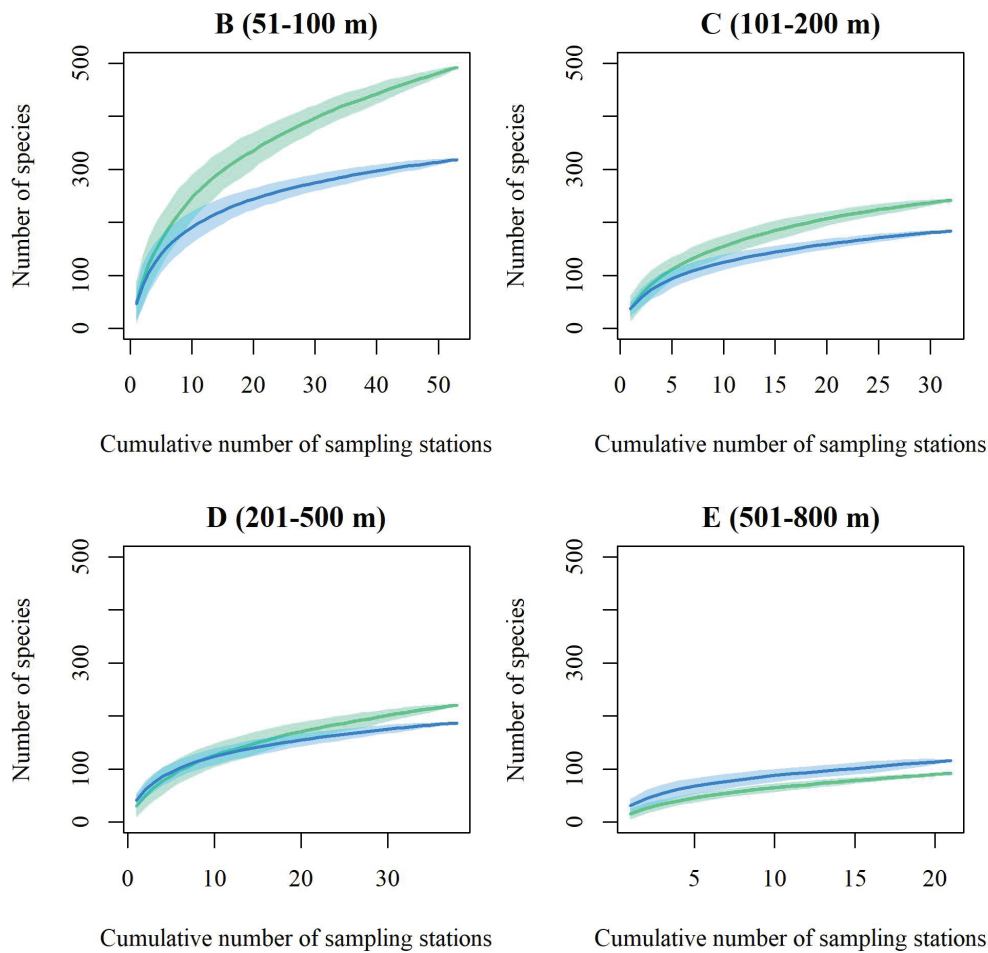 B (51-100 m)
C (101-200 m)
Number of species
500
300
100
0
0 10 20 30 40 50
Cumulative number of sampling stations
Number of species
500
300
100
0
0 5 10 15 20 25 30
Cumulative number of sampling stations
D (201-500 m)
E (501-800 m)
Number of species
500
300
100
0
0 10 20 30
Cumulative number of sampling stations
Number of species
500
300
100
0
5 10 15 20
Cumulative number of sampling stations